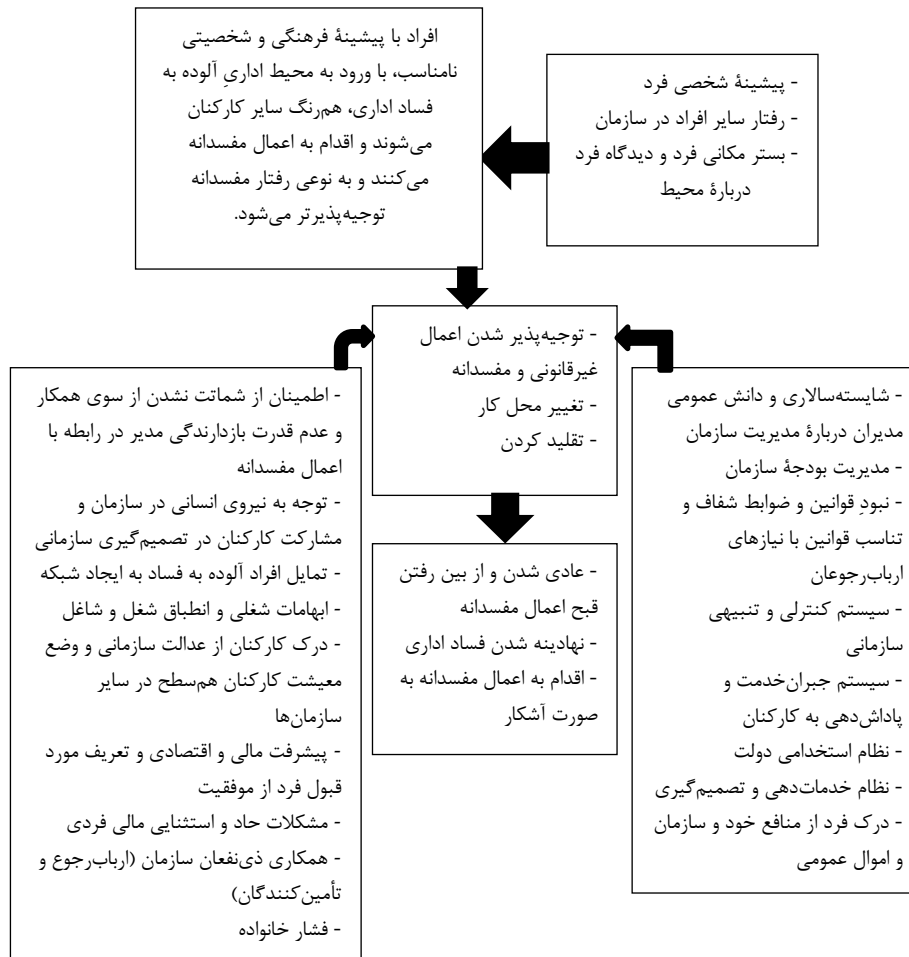 - پیشینۀ شخصی فرد
- رفتار سایر افراد در سازمان
- بستر مکانی فرد و دیدگاه فرد
دربارۀ محیط
افراد با پیشینۀ فرهنگی و شخصیتی
نامناسب، با ورود به محیط اداریِ آلوده به
فساد اداری، هم‌رنگ سایر کارکنان
می‌شوند و اقدام به اعمال مفسدانه
می‌کنند و به نوعی رفتار مفسدانه
توجیه‌پذیرتر می‌شود.
- توجیه‌پذیر شدن اعمال
غیرقانونی و مفسدانه
- تغییر محل کار
- تقلید کردن
- شایسته‌سالاری و دانش عمومی
مدیران دربارۀ مدیریت سازمان
- مدیریت بودجۀ سازمان
- نبودِ قوانین و ضوابط شفاف و
تناسب قوانین با نیازهای
ارباب‌رجوعان
- سیستم کنترلی و تنبیهی
سازمانی
- سیستم جبران‌خدمت و
پاداش‌دهی به کارکنان
- نظام استخدامی دولت
- نظام خدمات‌دهی و تصمیم‌گیری
- درک فرد از منافع خود و سازمان
و اموال عمومی
- اطمینان از شماتت نشدن از سوی همکار
و عدم قدرت بازدارندگی مدیر در رابطه با
اعمال مفسدانه
- توجه به نیروی انسانی در سازمان و
مشارکت کارکنان در تصمیم‌گیری سازمانی
- تمایل افراد آلوده به فساد به ایجاد شبکه
- ابهامات شغلی و انطباق شغل و شاغل
- درک کارکنان از عدالت سازمانی و وضع
معیشت کارکنان هم‌سطح در سایر
سازمان‌ها
- پیشرفت مالی و اقتصادی و تعریف مورد
قبول فرد از موفقیت
- مشکلات حاد و استثنایی مالی فردی
- همکاری ذی‌نفعان سازمان (ارباب‌رجوع و
تأمین‌کنندگان)
- فشار خانواده
- عادی شدن و از بین رفتن
قبح اعمال مفسدانه
- نهادینه شدن فساد اداری
- اقدام به اعمال مفسدانه به
صورت آشکار